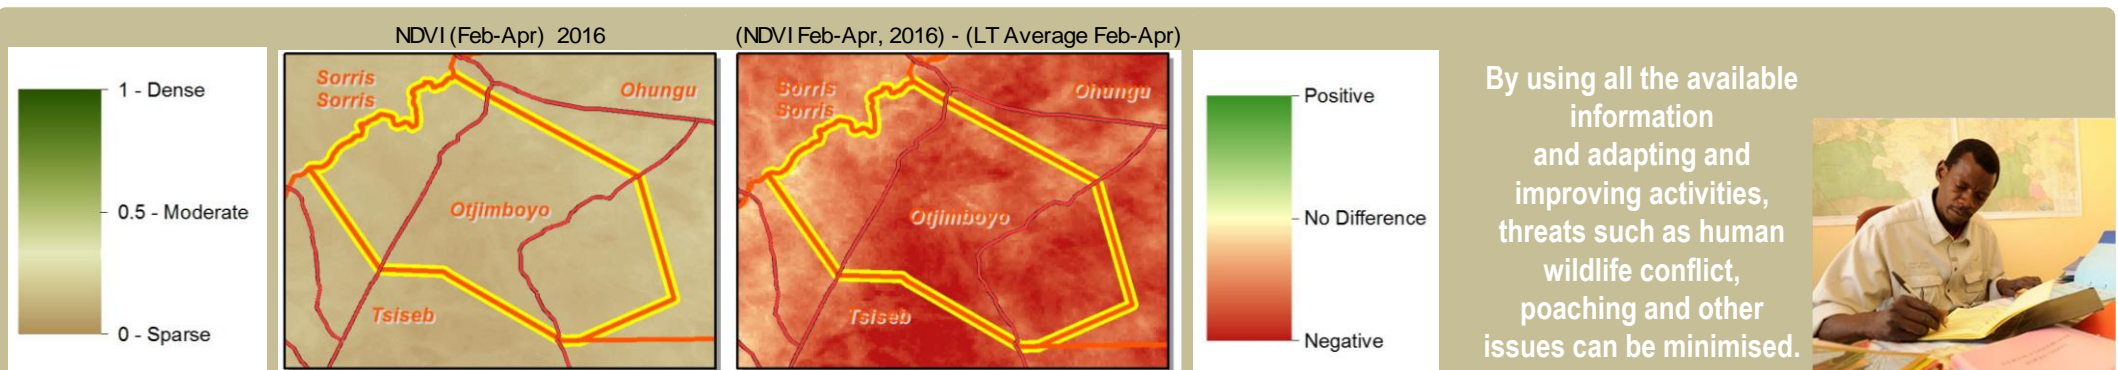 NDVI (Feb-Apr) 2016
1 - Dense
0.5 - Moderate
0 - Sparse
Sorris
Sorris
Ohungu
Otjimboyo
Tsiseb
(NDVI Feb-Apr, 2016) - (LT Average Feb-Apr)
Sorris
Sorris
Ohungu
Otjimboyo
Tsiseb
Positive
No Difference
Negative
By using all the available
information
and adapting and
improving activities,
threats such as human
wildlife conflict,
poaching and other
issues can be minimised.